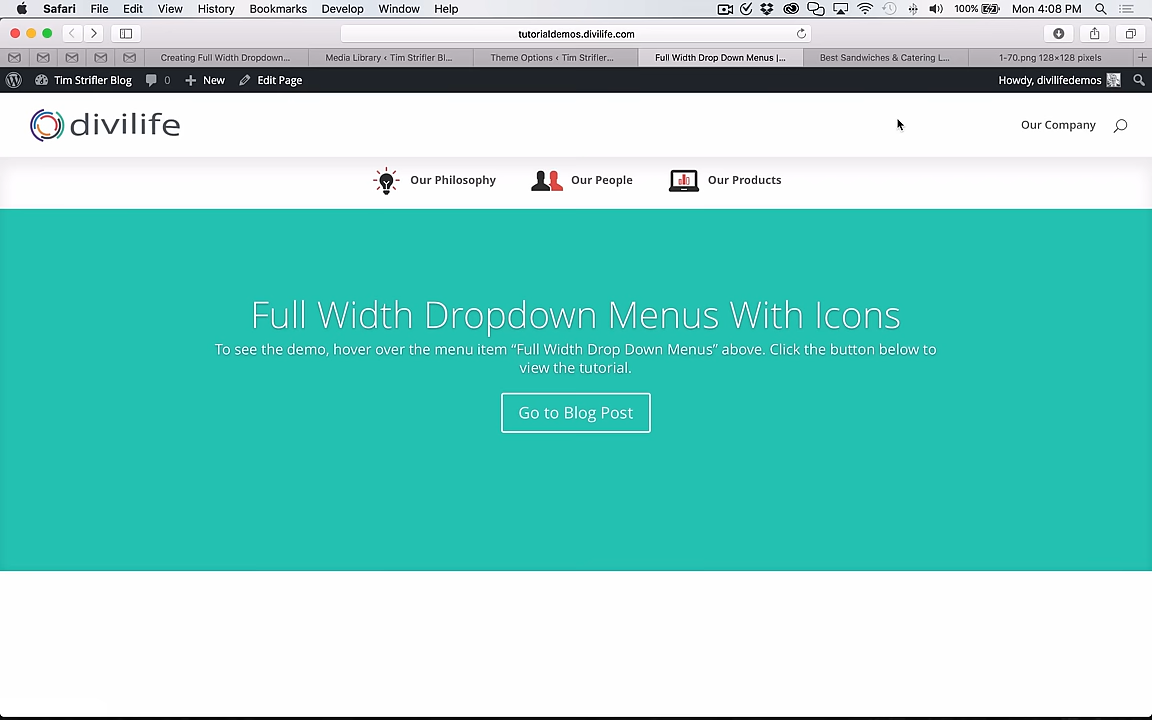 Safari File Edit View History Bookmarks Develop Window Help 100% Mon 4:08 PM
tutorialdemos.divilife.com
Creating Full Width Dropdown... Media Library ‹ Tim Strifler Bl... Theme Options ‹ Tim Strifler... Full Width Drop Down Menus |... Best Sandwiches & Catering L... 1-70.png 128×128 pixels
Tim Strifler Blog 0 New Edit Page Howdy, divilifedemos
divilife Our Company
Our Philosophy Our People Our Products
Full Width Dropdown Menus With Icons
To see the demo, hover over the menu item “Full Width Drop Down Menus” above. Click the button below to
view the tutorial.
Go to Blog Post